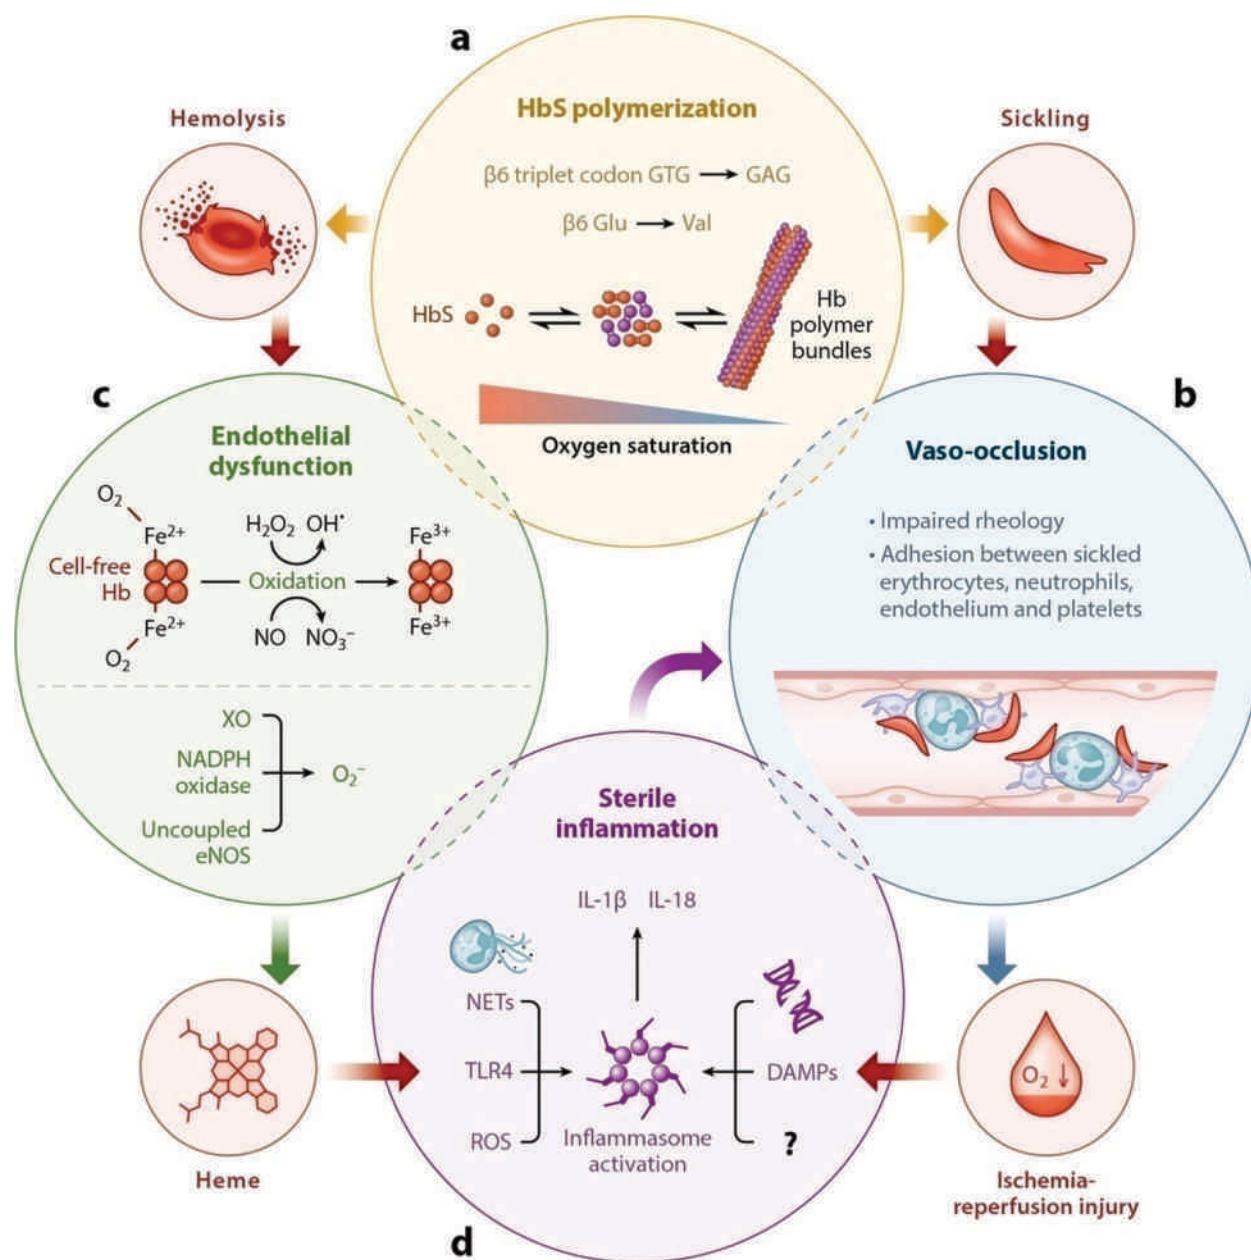 a
HbS polymerization
β6 triplet codon GTG → GAG
β6 Glu → Val
HbS
Hb
polymer
bundles
Oxygen saturation
Hemolysis
Sickling
b
Vaso-occlusion
• Impaired rheology
• Adhesion between sickled
erythrocytes, neutrophils,
endothelium and platelets
c
Endothelial
dysfunction
O₂
Fe²⁺
Cell-free
Hb
Fe²⁺
O₂
H₂O₂ OH•
Oxidation
NO NO₃⁻
Fe³⁺
Fe³⁺
XO
NADPH
oxidase
Uncoupled
eNOS
O₂⁻
Sterile
inflammation
IL-1β IL-18
NETs
TLR4
ROS
Inflammasome
activation
DAMPs
?
d
Heme
O₂ ↓
Ischemia-
reperfusion injury